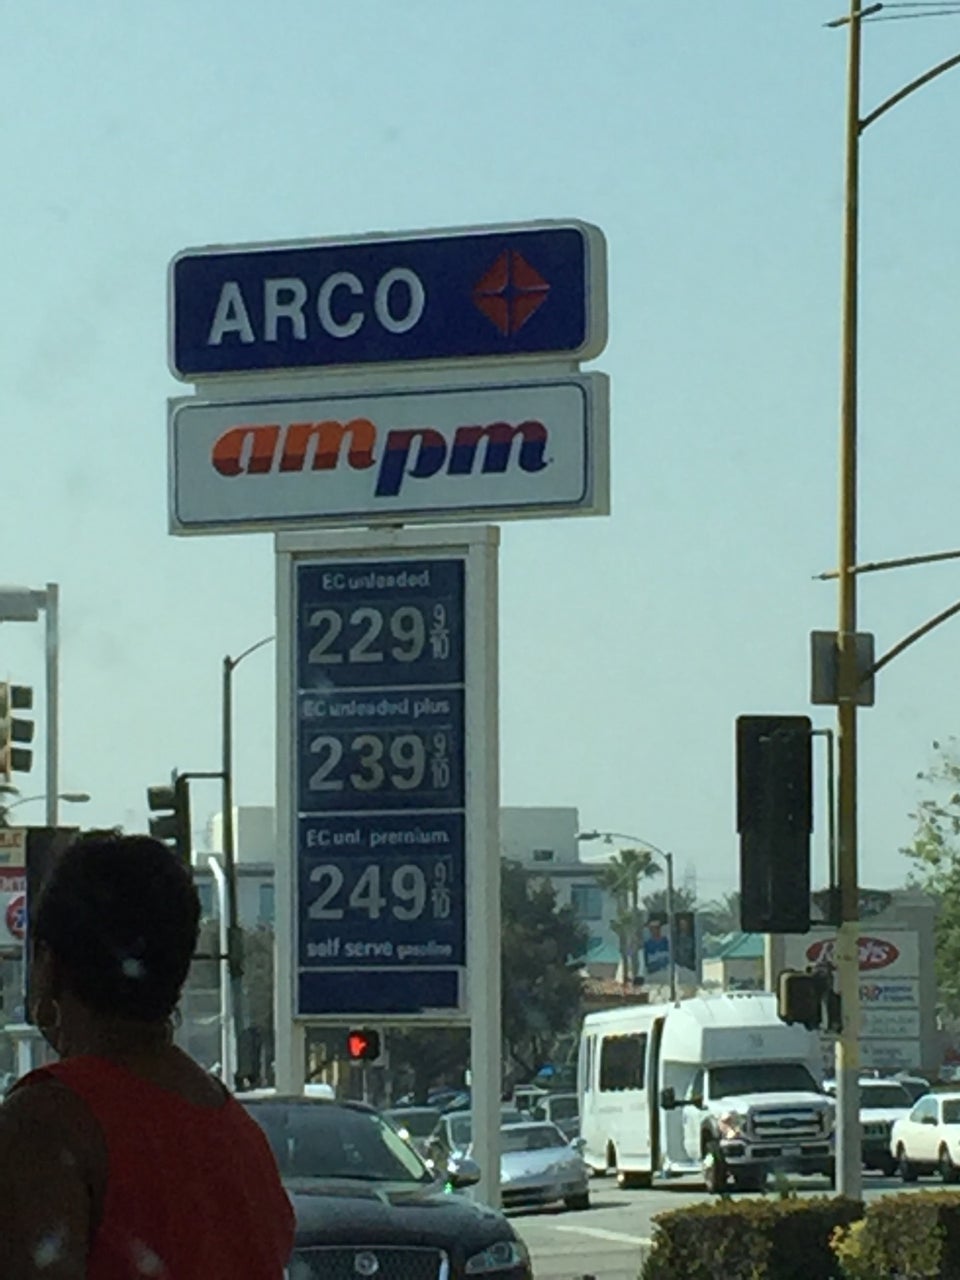 ARCO
ampm
EC unleaded
229 9/10
EC unleaded plus
239 9/10
EC unl. premium
249 9/10
self serve gasoline
Ralphs